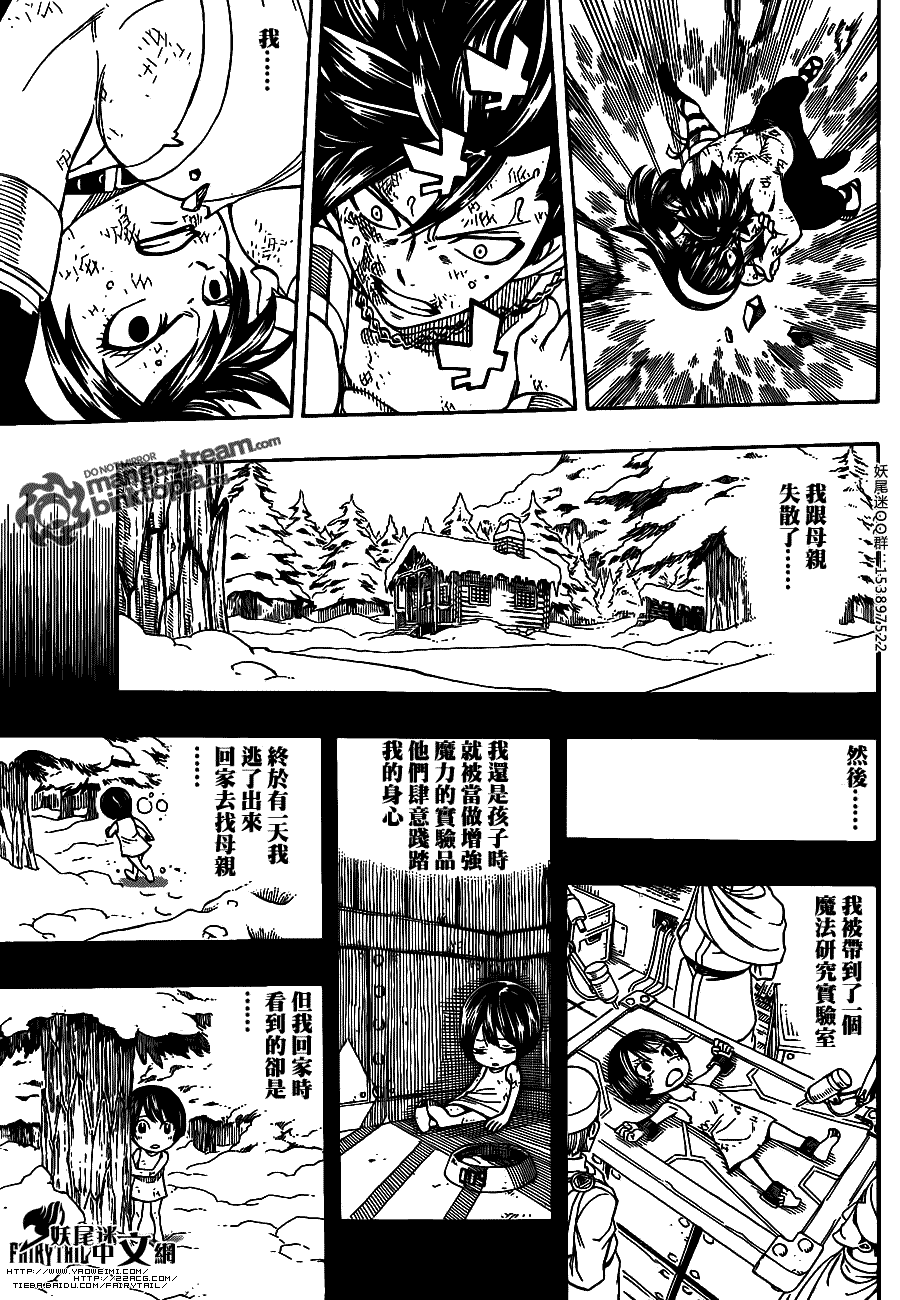 我……
我跟母親
失散了……
然後……
我被帶到了一個
魔法研究實驗室
我還是孩子時
就被當做增強
魔力的實驗品
他們肆意踐踏
我的身心
終於有一天我
逃了出來
回家去找母親
……
但我回家時
看到的卻是
……
DO NOT MIRROR
mangastream.com
binktopia
妖尾迷QQ群：153897522
妖尾迷
FAIRYTAIL中文網
HTTP://WWW.YAOWEIMI.COM/
HTTP://22ACG.COM/
TIEBA.BAIDU.COM/FAIRYTAIL/